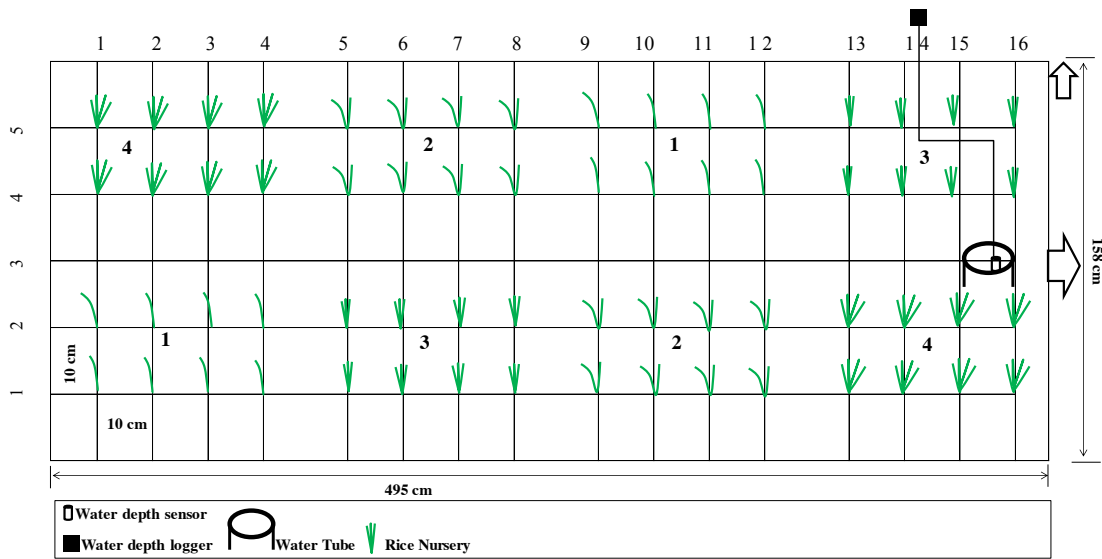 1 2 3 4 5 6 7 8 9 10 11 1 2 13 14 15 16
5
4 2 1 3
4
3
158 cm
2
1 3 2 4
10 cm
1
10 cm
495 cm
Water depth sensor
Water depth logger Water Tube Rice Nursery